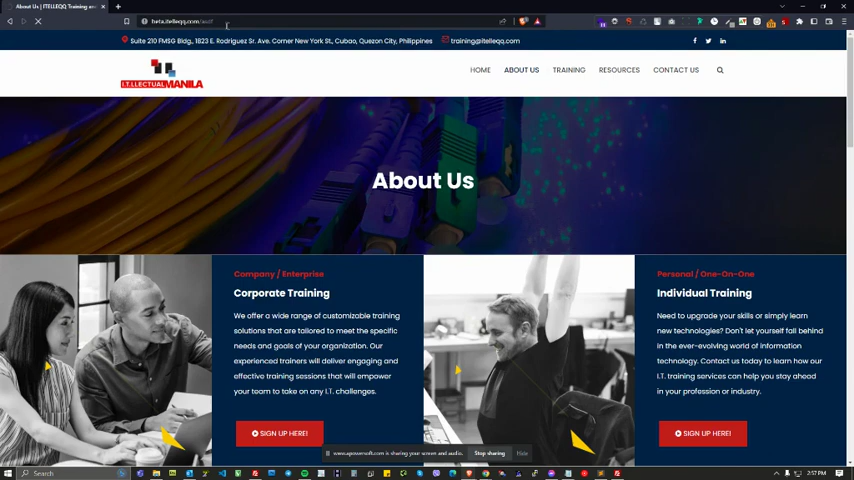 About Us | ITELLEQQ Training and
beta.itelleqq.com/
Suite 210 FMSG Bldg., 1823 E. Rodriguez Sr. Ave. Corner New York St., Cubao, Quezon City, Philippines
training@itelleqq.com
I.T.LLECTUALMANILA
HOME ABOUT US TRAINING RESOURCES CONTACT US
About Us
Company / Enterprise
Corporate Training
We offer a wide range of customizable training
solutions that are tailored to meet the specific
needs and goals of your organization. Our
experienced trainers will deliver engaging and
effective training sessions that will empower
your team to take on any I.T. challenges.
SIGN UP HERE!
Personal / One-On-One
Individual Training
Need to upgrade your skills or simply learn
new technologies? Don't let yourself fall behind
in the ever-evolving world of information
technology. Contact us today to learn how our
I.T. training services can help you stay ahead
in your profession or industry.
SIGN UP HERE!
www.apowersoft.com is sharing your screen and audio. Stop sharing Hide
Search
2:57 PM